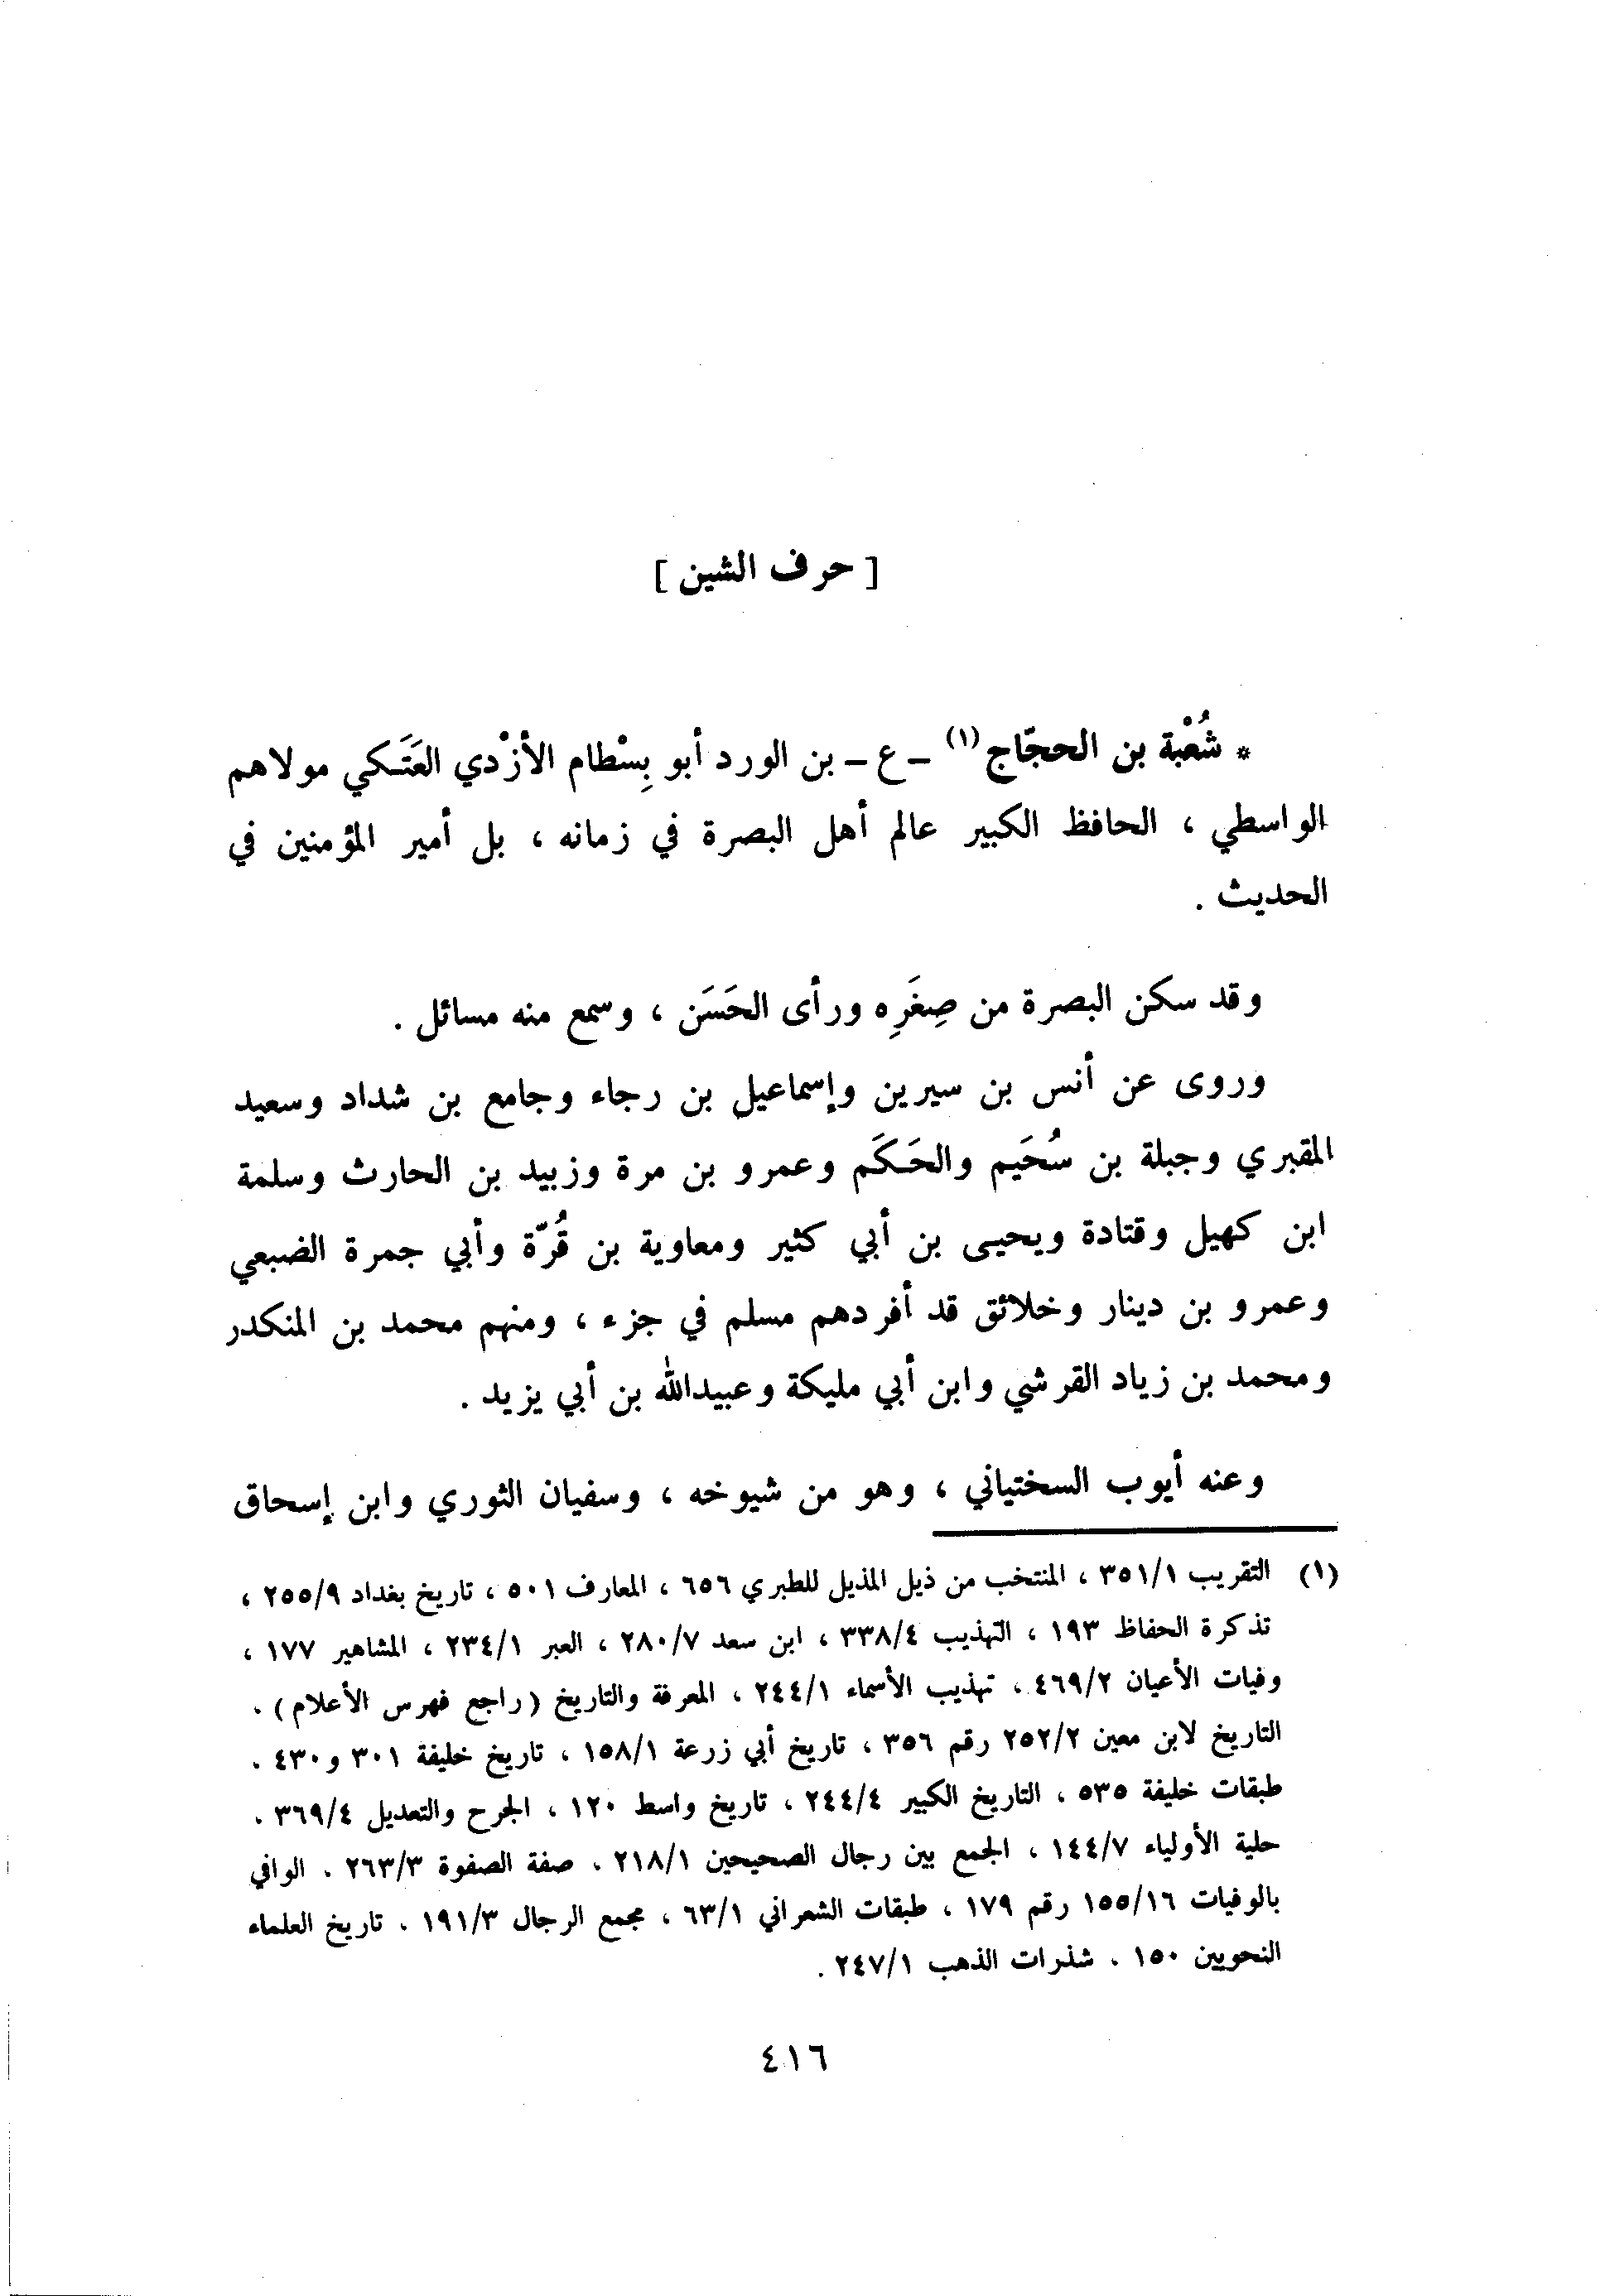 [ حرف الشين ]
* شُعْبة بن الحجّاج(١) – ع – بن الورد أبو بِسْطام الأزْدي العَتَكي مولاهم
الواسطي ، الحافظ الكبير عالم أهل البصرة في زمانه ، بل أمير المؤمنين في
الحديث .
وقد سكن البصرة من صِغَرِه ورأى الحَسَن ، وسمع منه مسائل .
وروى عن أنس بن سيرين وإسماعيل بن رجاء وجامع بن شداد وسعيد
المقبري وجبلة بن سُحَيم والحَكَم وعمرو بن مرة وزبيد بن الحارث وسلمة
ابن كهيل وقتادة ويحيى بن أبي كثير ومعاوية بن قُرّة وأبي جمرة الضبعي
وعمرو بن دينار وخلائق قد أفردهم مسلم في جزء ، ومنهم محمد بن المنكدر
ومحمد بن زياد القرشي وابن أبي مليكة وعبيدالله بن أبي يزيد .
وعنه أيوب السختياني ، وهو من شيوخه ، وسفيان الثوري وابن إسحاق
(١) التقريب ٣٥١/١ ، المنتخب من ذيل المذيل للطبري ٦٥٦ ، المعارف ٥٠١ ، تاريخ بغداد ٢٥٥/٩ ،
تذكرة الحفاظ ١٩٣ ، التهذيب ٣٣٨/٤ ، ابن سعد ٢٨٠/٧ ، العبر ٢٣٤/١ ، المشاهير ١٧٧ ،
وفيات الأعيان ٤٦٩/٢ ، تهذيب الأسماء ٢٤٤/١ ، المعرفة والتاريخ (راجع فهرس الأعلام) .
التاريخ لابن معين ٢٥٢/٢ رقم ٣٥٦ ، تاريخ أبي زرعة ١٥٨/١ ، تاريخ خليفة ٣٠١ و٤٣٠ .
طبقات خليفة ٥٣٥ ، التاريخ الكبير ٢٤٤/٤ ، تاريخ واسط ١٢٠ ، الجرح والتعديل ٣٦٩/٤ .
حلية الأولياء ١٤٤/٧ ، الجمع بين رجال الصحيحين ٢١٨/١ . صفة الصفوة ٢٦٣/٣ . الوافي
بالوفيات ١٥٥/١٦ رقم ١٧٩ ، طبقات الشعراني ٦٣/١ ، مجمع الرجال ١٩١/٣ . تاريخ العلماء
النحويين ١٥٠ . شذرات الذهب ٢٤٧/١ .
٤١٦